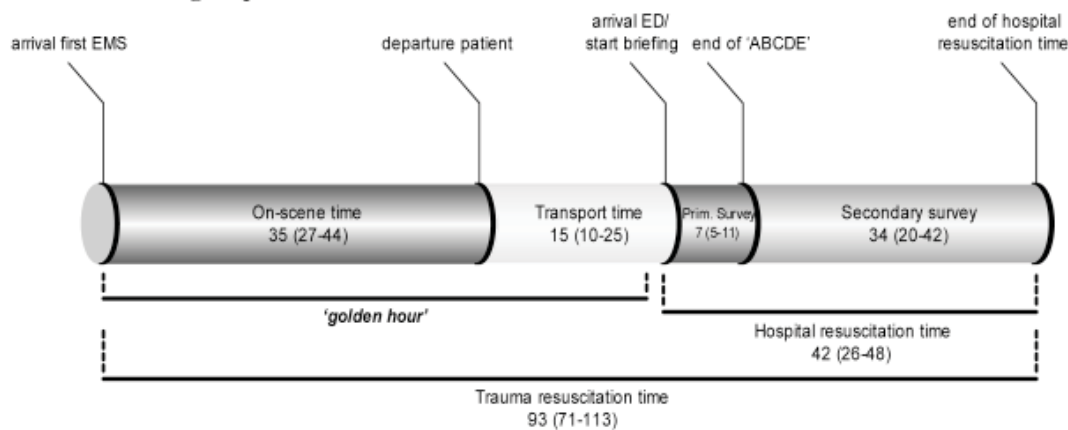 arrival first EMS
departure patient
arrival ED/
start briefing
end of 'ABCDE'
end of hospital
resuscitation time
On-scene time
35 (27-44)
Transport time
15 (10-25)
Prim. Survey
7 (5-11)
Secondary survey
34 (20-42)
'golden hour'
Hospital resuscitation time
42 (26-48)
Trauma resuscitation time
93 (71-113)